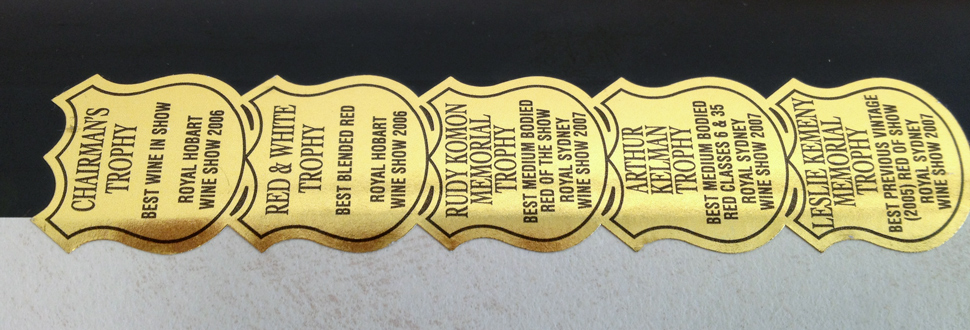 CHAIRMAN'S
TROPHY
BEST WINE IN SHOW
ROYAL HOBART
WINE SHOW 2006
RED & WHITE
TROPHY
BEST BLENDED RED
ROYAL HOBART
WINE SHOW 2006
RUDY KOMON
MEMORIAL
TROPHY
BEST MEDIUM BODIED
RED OF THE SHOW
ROYAL SYDNEY
WINE SHOW 2007
ARTHUR
KELMAN
TROPHY
BEST MEDIUM BODIED
RED CLASSES 6 & 35
ROYAL SYDNEY
WINE SHOW 2007
LESLIE KEMENY
MEMORIAL
TROPHY
BEST PREVIOUS VINTAGE
(2005) RED OF SHOW
ROYAL SYDNEY
WINE SHOW 2007